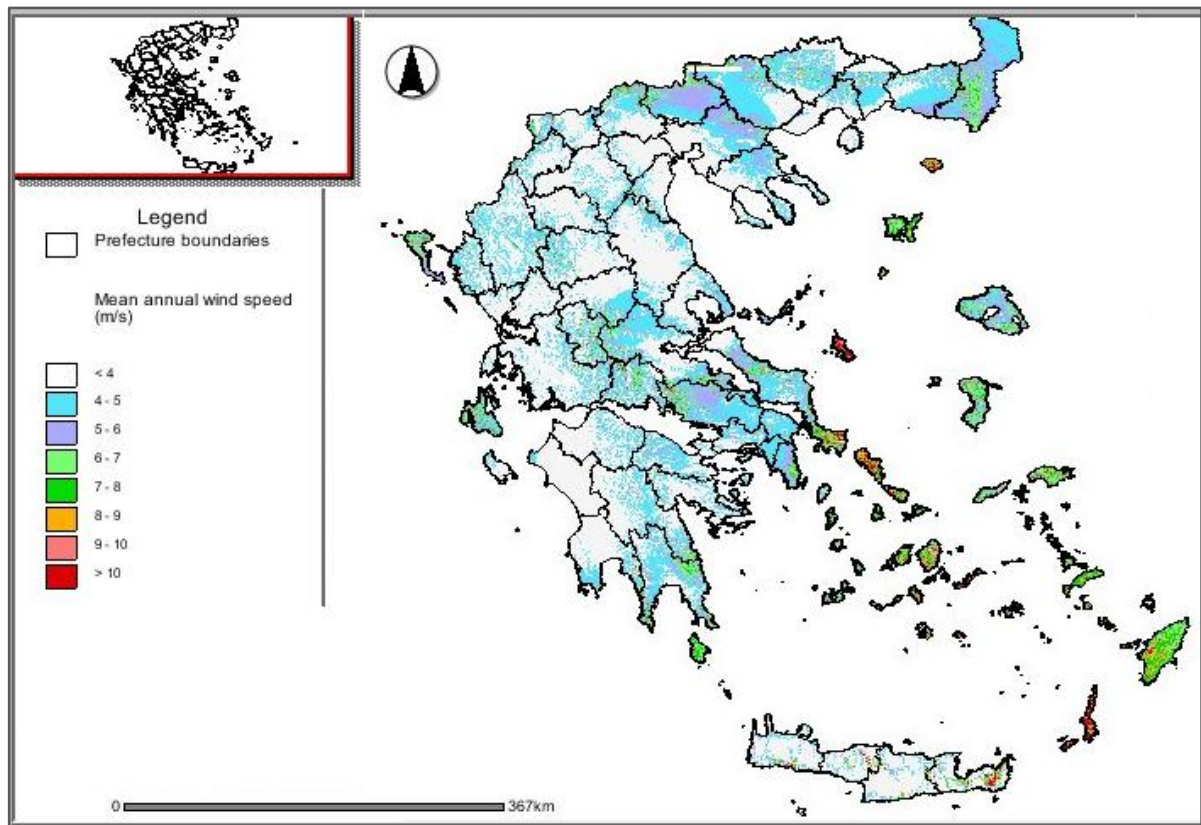 Legend
Prefecture boundaries
Mean annual wind speed
(m/s)
< 4
4 - 5
5 - 6
6 - 7
7 - 8
8 - 9
9 - 10
> 10
0
367km